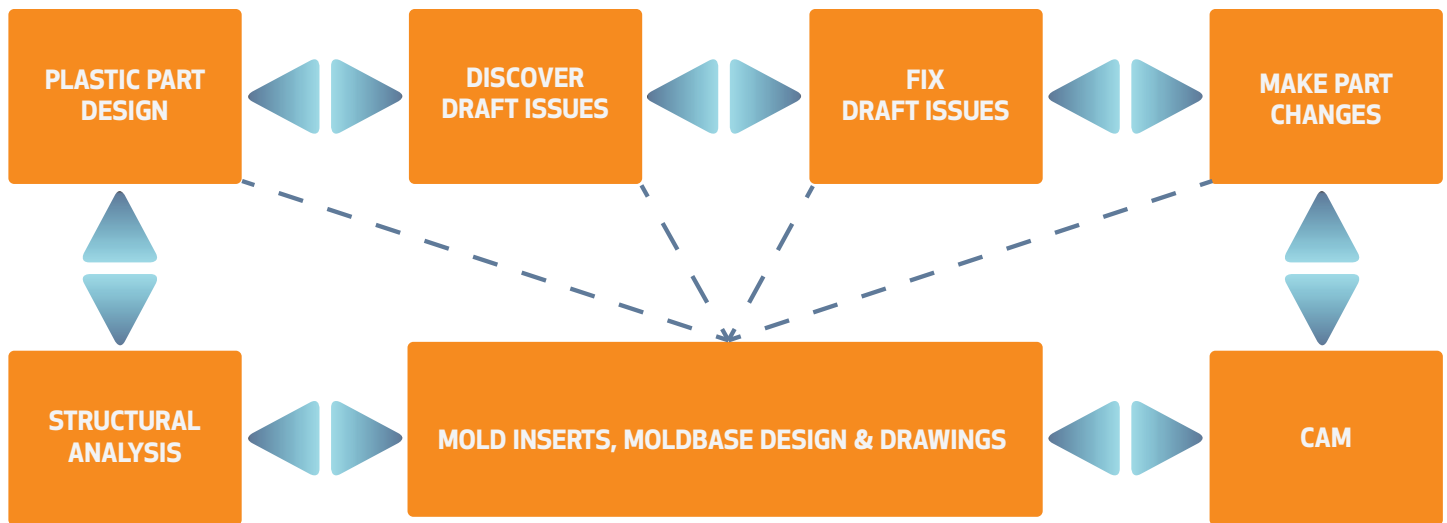 PLASTIC PART
DESIGN
DISCOVER
DRAFT ISSUES
FIX
DRAFT ISSUES
MAKE PART
CHANGES
STRUCTURAL
ANALYSIS
MOLD INSERTS, MOLDBASE DESIGN & DRAWINGS
CAM